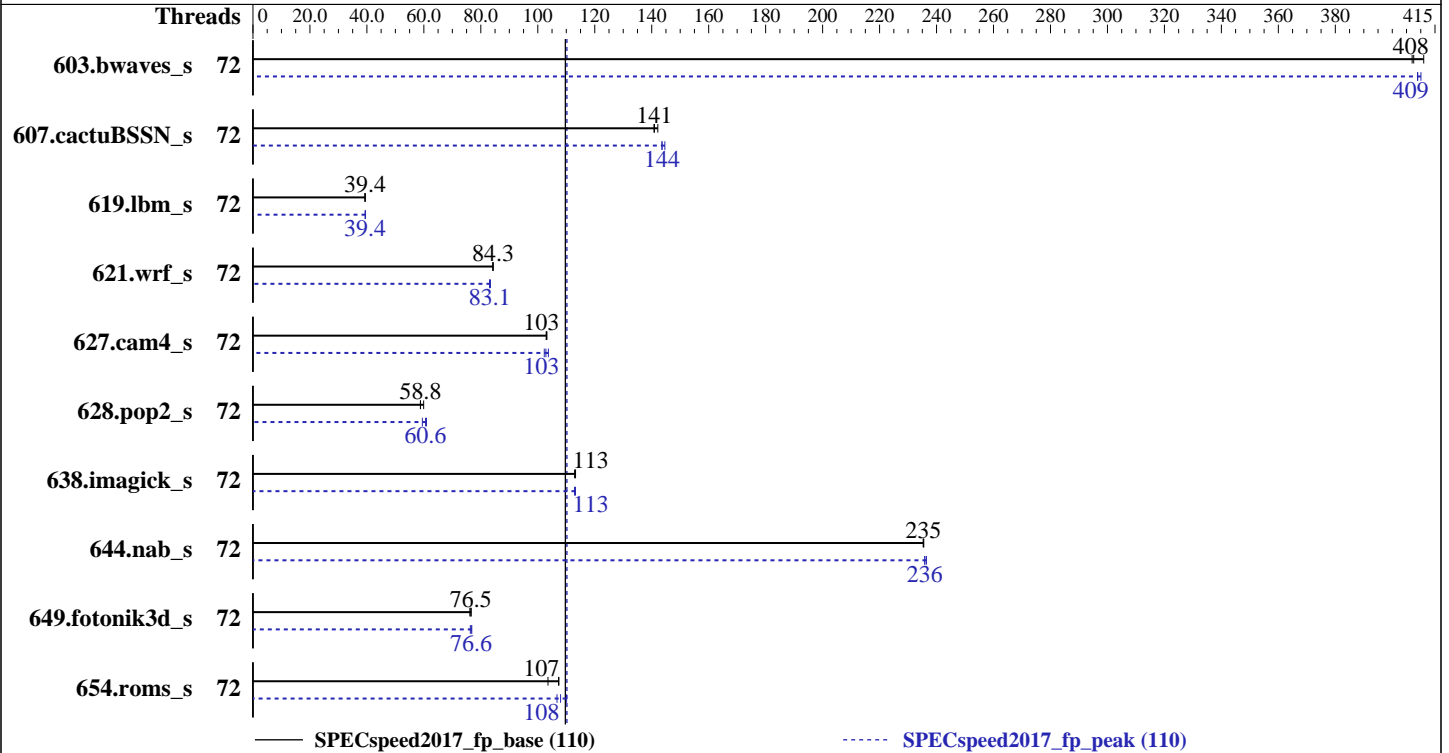 Threads 0 20.0 40.0 60.0 80.0 100 120 140 160 180 200 220 240 260 280 300 320 340 360 380 415
408
603.bwaves_s 72
409
141
607.cactuBSSN_s 72
144
39.4
619.lbm_s 72
39.4
84.3
621.wrf_s 72
83.1
103
627.cam4_s 72
103
58.8
628.pop2_s 72
60.6
113
638.imagick_s 72
113
235
644.nab_s 72
236
76.5
649.fotonik3d_s 72
76.6
107
654.roms_s 72
108
SPECspeed2017_fp_base (110) SPECspeed2017_fp_peak (110)